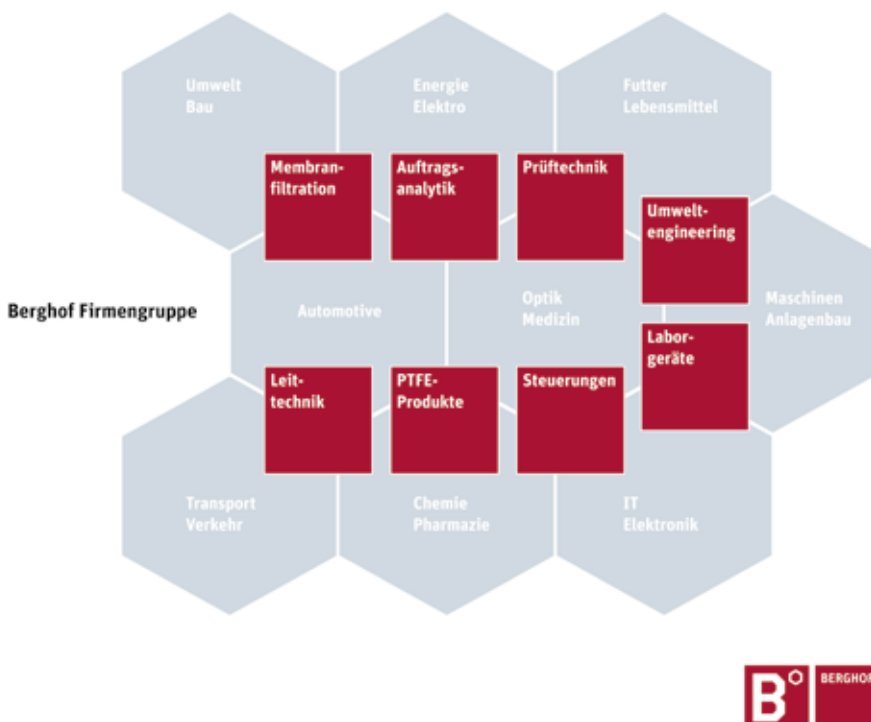 Umwelt
Bau
Energie
Elektro
Futter
Lebensmittel
Membran-
filtration
Auftrags-
analytik
Prüftechnik
Umwelt-
engineering
Berghof Firmengruppe
Automotive
Optik
Medizin
Maschinen
Anlagenbau
Labor-
geräte
Leit-
technik
PTFE-
Produkte
Steuerungen
Transport
Verkehr
Chemie
Pharmazie
IT
Elektronik
B
BERGHOF